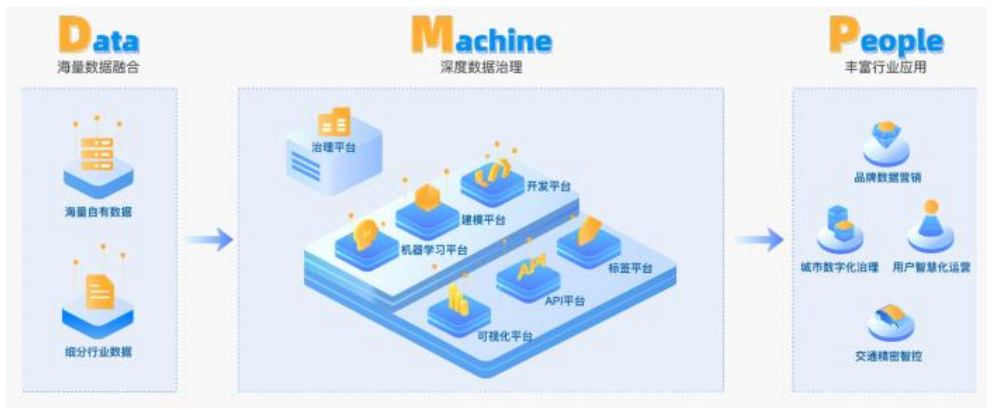 Data
海量数据融合
海量自有数据
细分行业数据
Machine
深度数据治理
治理平台
开发平台
建模平台
机器学习平台
标签平台
API
API平台
可视化平台
People
丰富行业应用
品牌数据营销
城市数字化治理
用户智慧化运营
交通精密智控